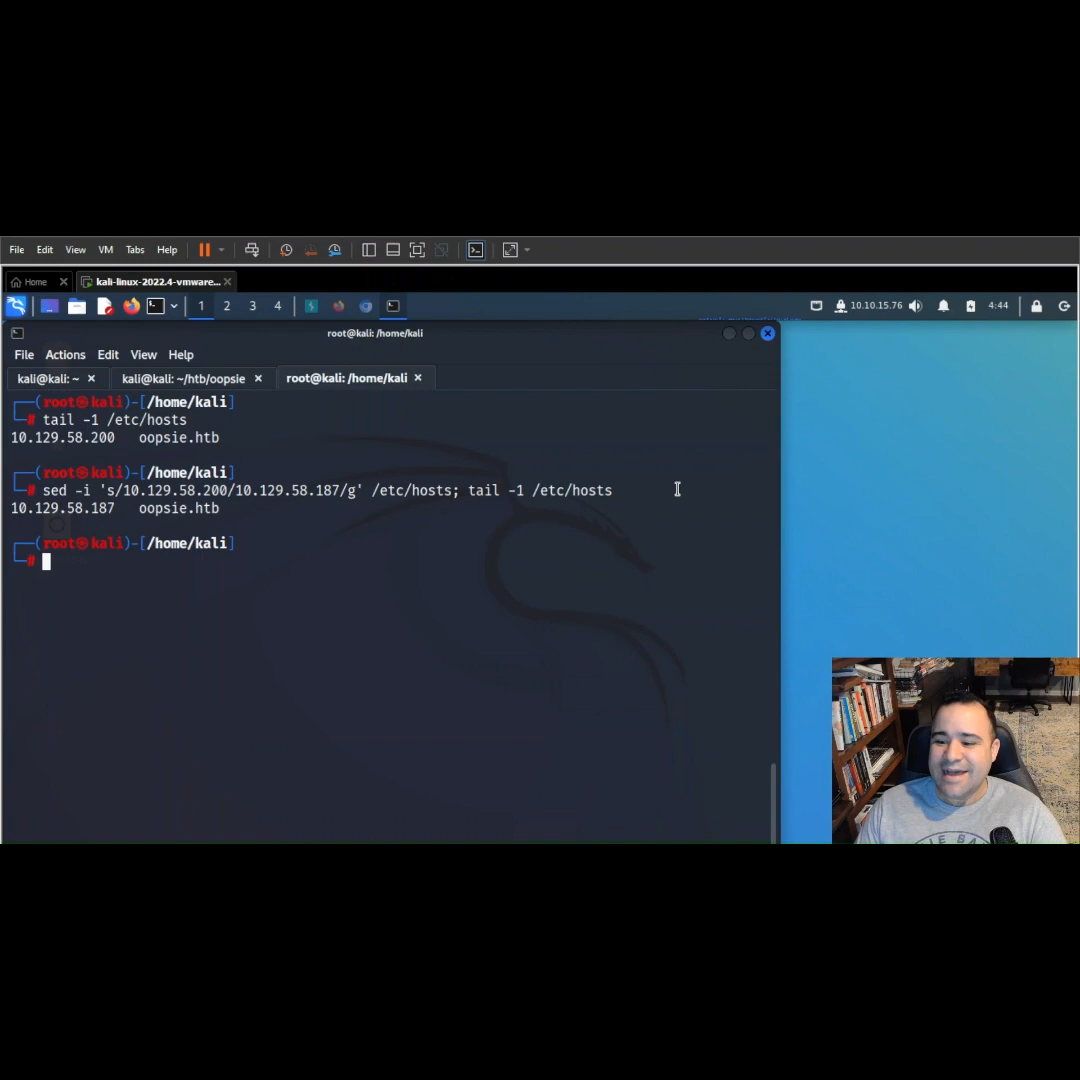 File Edit View VM Tabs Help
Home
kali-linux-2022.4-vmware...
1 2 3 4
10.10.15.76
4:44
root@kali: /home/kali
File Actions Edit View Help
kali@kali: ~
kali@kali: ~/htb/oopsie
root@kali: /home/kali
┌──(root㉿kali)-[/home/kali]
└─# tail -1 /etc/hosts
10.129.58.200 oopsie.htb
┌──(root㉿kali)-[/home/kali]
└─# sed -i 's/10.129.58.200/10.129.58.187/g' /etc/hosts; tail -1 /etc/hosts
10.129.58.187 oopsie.htb
┌──(root㉿kali)-[/home/kali]
└─#